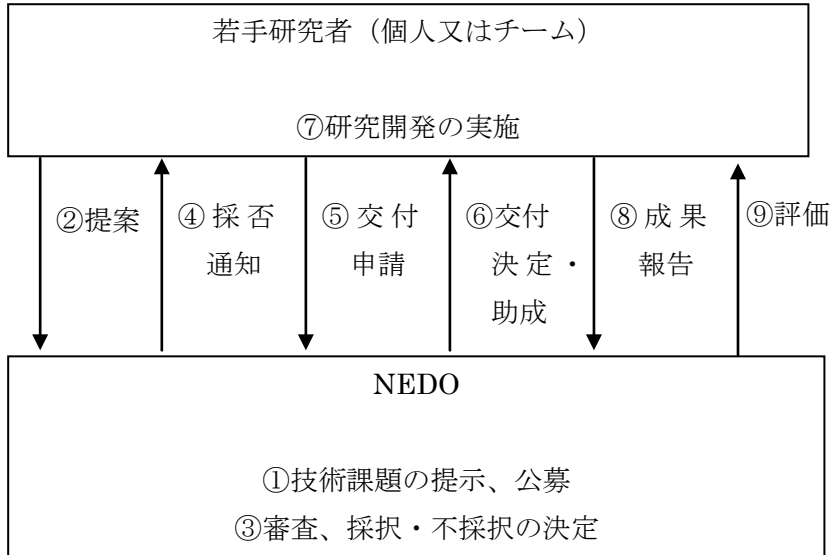 若手研究者（個人又はチーム）
⑦研究開発の実施
②提案
④採否
通知
⑤交付
申請
⑥交付
決定・
助成
⑧成果
報告
⑨評価
NEDO
①技術課題の提示、公募
③審査、採択・不採択の決定